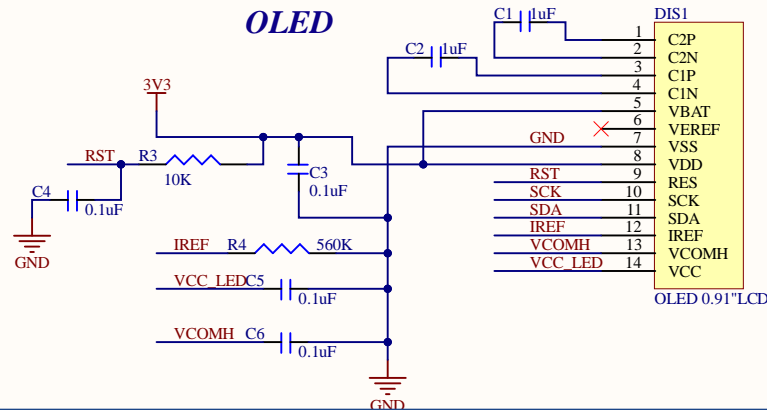 OLED
C1 1uF
DIS1
C2 1uF
1 C2P
2 C2N
3 C1P
4 C1N
5 VBAT
6 VEREF
GND 7 VSS
8 VDD
RST 9 RES
SCK 10 SCK
SDA 11 SDA
IREF 12 IREF
VCOMH 13 VCOMH
VCC_LED 14 VCC
OLED 0.91"LCD
3V3
RST R3
10K
C3
0.1uF
C4
0.1uF
GND
IREF R4 560K
VCC_LED C5
0.1uF
VCOMH C6
0.1uF
GND